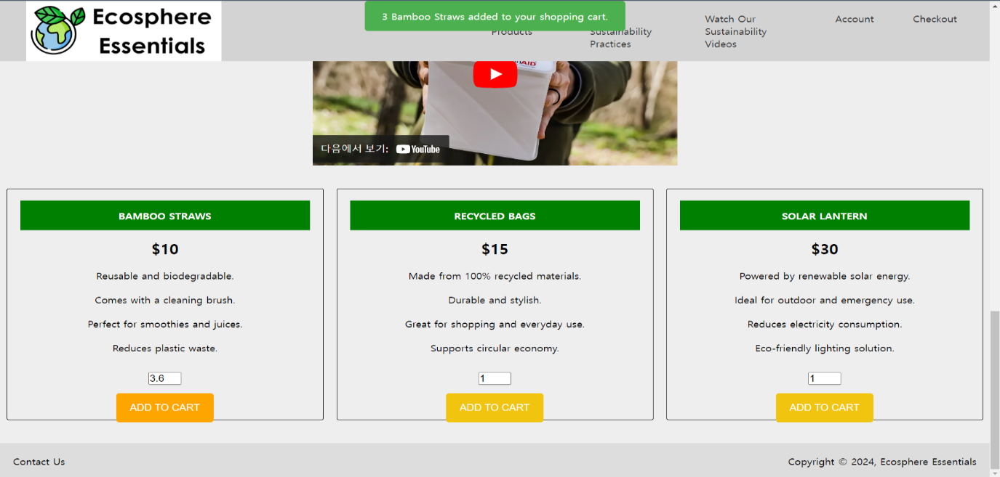 Ecosphere
Essentials
3 Bamboo Straws added to your shopping cart.
Products
Sustainability
Practices
Watch Our
Sustainability
Videos
Account
Checkout
다음에서 보기: YouTube
BAMBOO STRAWS
$10
Reusable and biodegradable.
Comes with a cleaning brush.
Perfect for smoothies and juices.
Reduces plastic waste.
3.6
ADD TO CART
RECYCLED BAGS
$15
Made from 100% recycled materials.
Durable and stylish.
Great for shopping and everyday use.
Supports circular economy.
1
ADD TO CART
SOLAR LANTERN
$30
Powered by renewable solar energy.
Ideal for outdoor and emergency use.
Reduces electricity consumption.
Eco-friendly lighting solution.
1
ADD TO CART
Contact Us
Copyright © 2024, Ecosphere Essentials